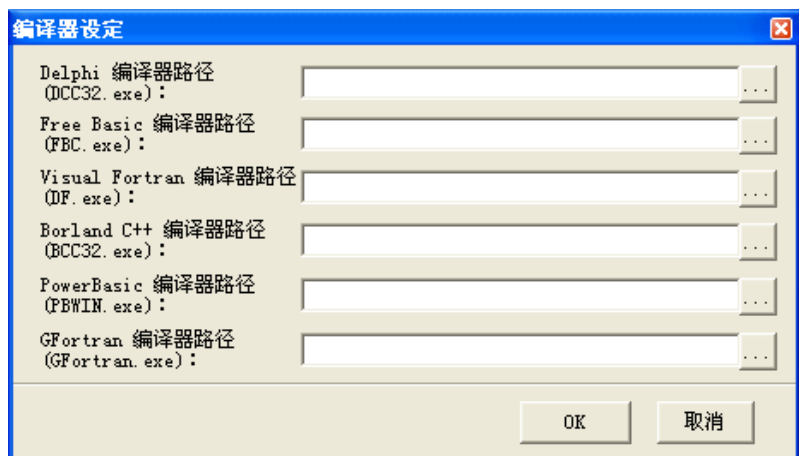 编译器设定
Delphi 编译器路径
(DCC32.exe)：
...
Free Basic 编译器路径
(FBC.exe)：
...
Visual Fortran 编译器路径
(DF.exe)：
...
Borland C++ 编译器路径
(BCC32.exe)：
...
PowerBasic 编译器路径
(PBWIN.exe)：
...
GFortran 编译器路径
(GFortran.exe)：
...
OK
取消